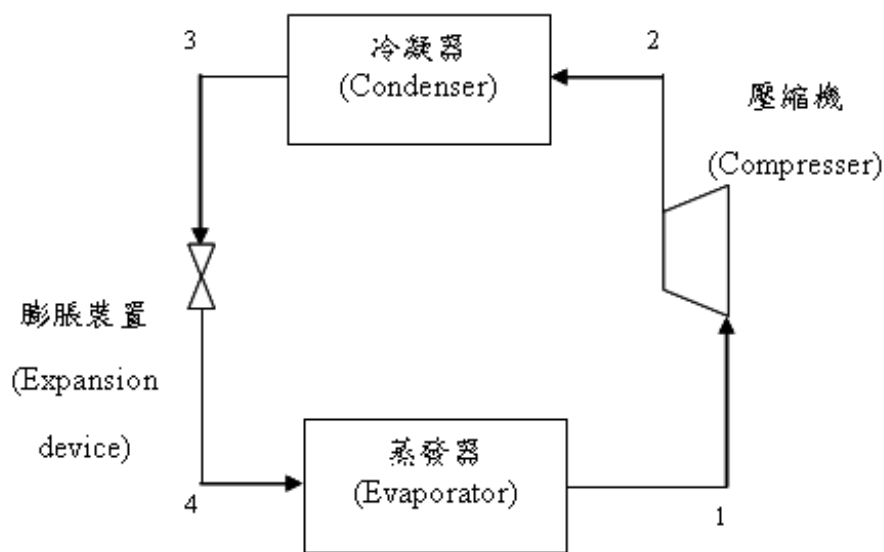 3
冷凝器
(Condenser)
2
壓縮機
(Compresser)
膨脹裝置
(Expansion
device)
蒸發器
(Evaporator)
4
1